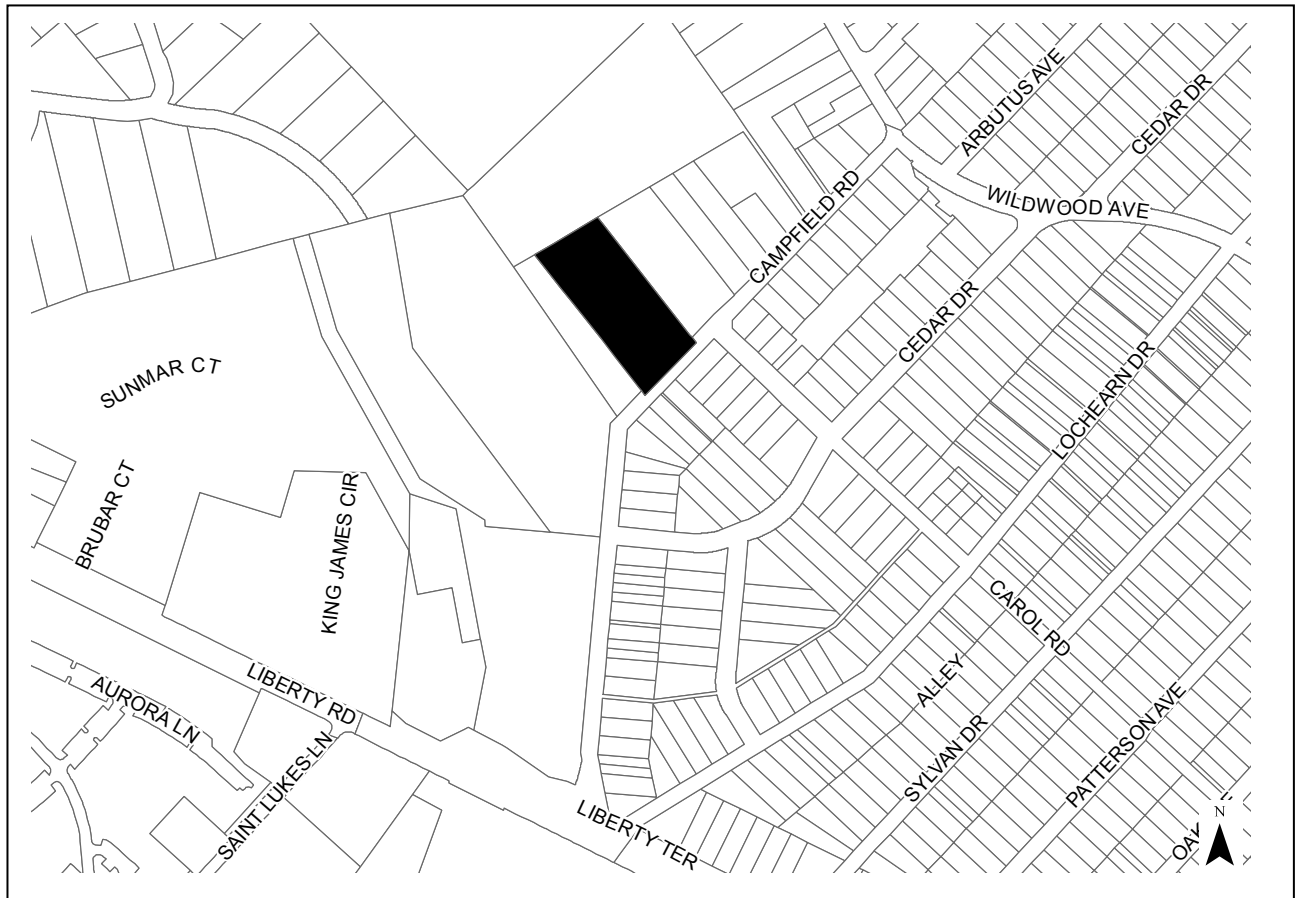 ARBUTUS AVE
CEDAR DR
WILDWOOD AVE
CAMPFIELD RD
CEDAR DR
SUNMAR CT
LOCHEARN DR
BRUBAR CT
KING JAMES CIR
CAROL RD
LIBERTY RD
ALLEY
AURORA LN
SYLVAN DR
PATTERSON AVE
SAINT LUKES LN
LIBERTY TER
OAK
N